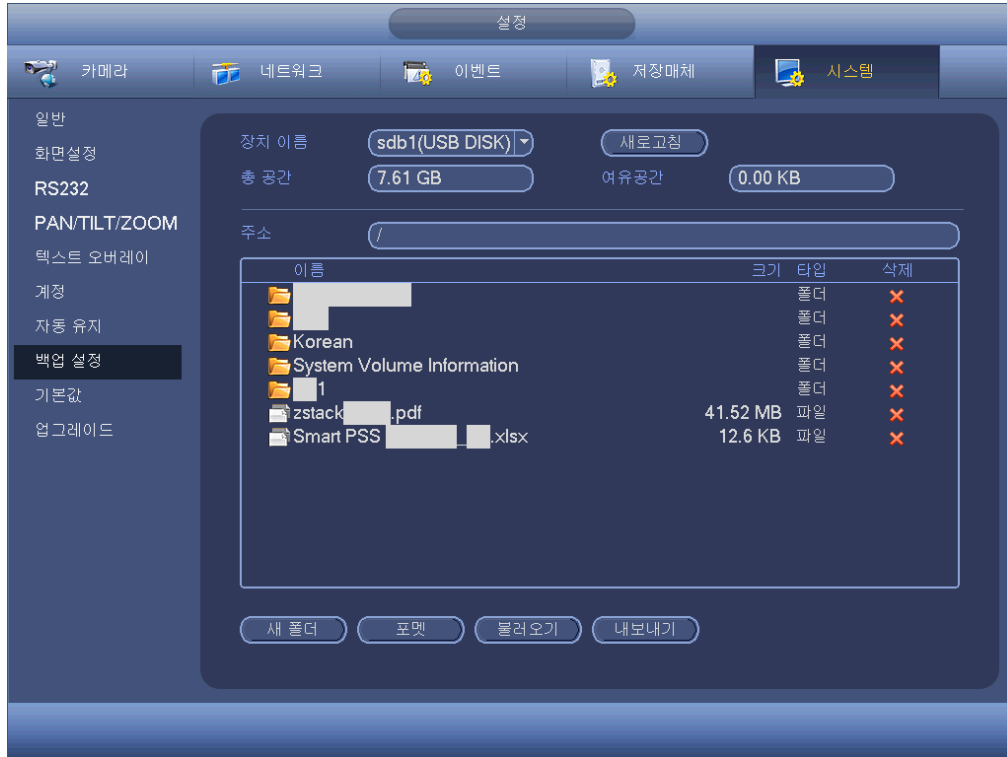 설정
카메라 네트워크 이벤트 저장매체 시스템
일반
화면설정
RS232
PAN/TILT/ZOOM
텍스트 오버레이
계정
자동 유지
백업 설정
기본값
업그레이드
장치 이름 sdb1(USB DISK) 새로고침
총 공간 7.61 GB 여유공간 0.00 KB
주소 /
이름 크기 타입 삭제
폴더
폴더
Korean 폴더
System Volume Information 폴더
1 폴더
zstack .pdf 41.52 MB 파일
Smart PSS _ .xlsx 12.6 KB 파일
새 폴더 포멧 불러오기 내보내기